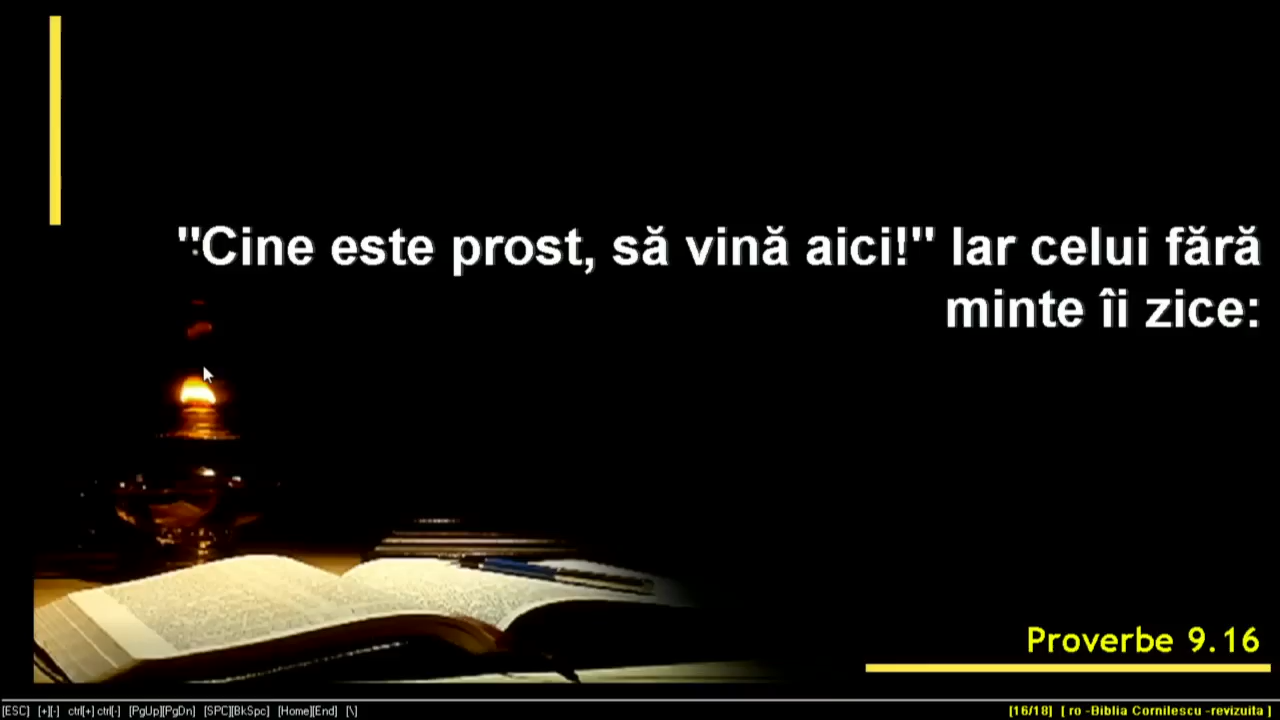 "Cine este prost, să vină aici!" Iar celui fără
minte îi zice:
Proverbe 9.16
[ESC] [+][-] ctrl[+] ctrl[-] [PgUp][PgDn] [SPC][BkSpc] [Home][End] [\] [16/18] [ ro -Biblia Cornilescu -revizuita ]